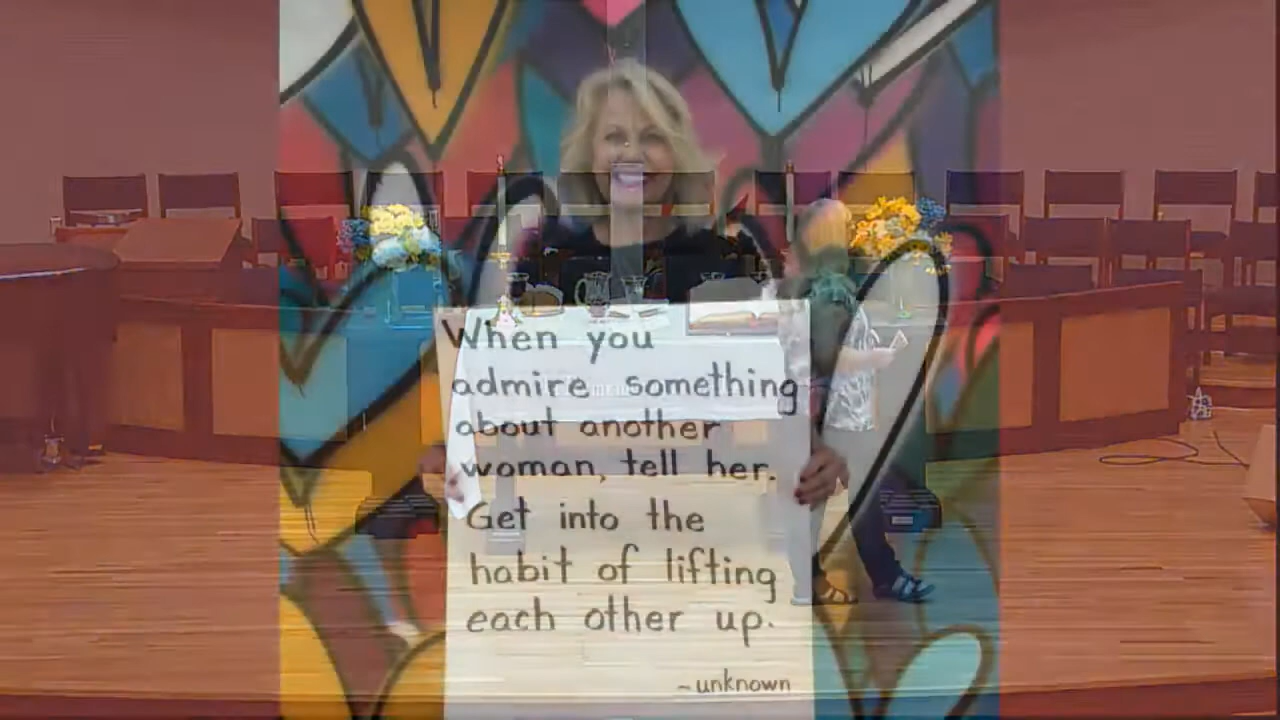 When you
admire something
about another
woman, tell her.
Get into the
habit of lifting
each other up.
~unknown